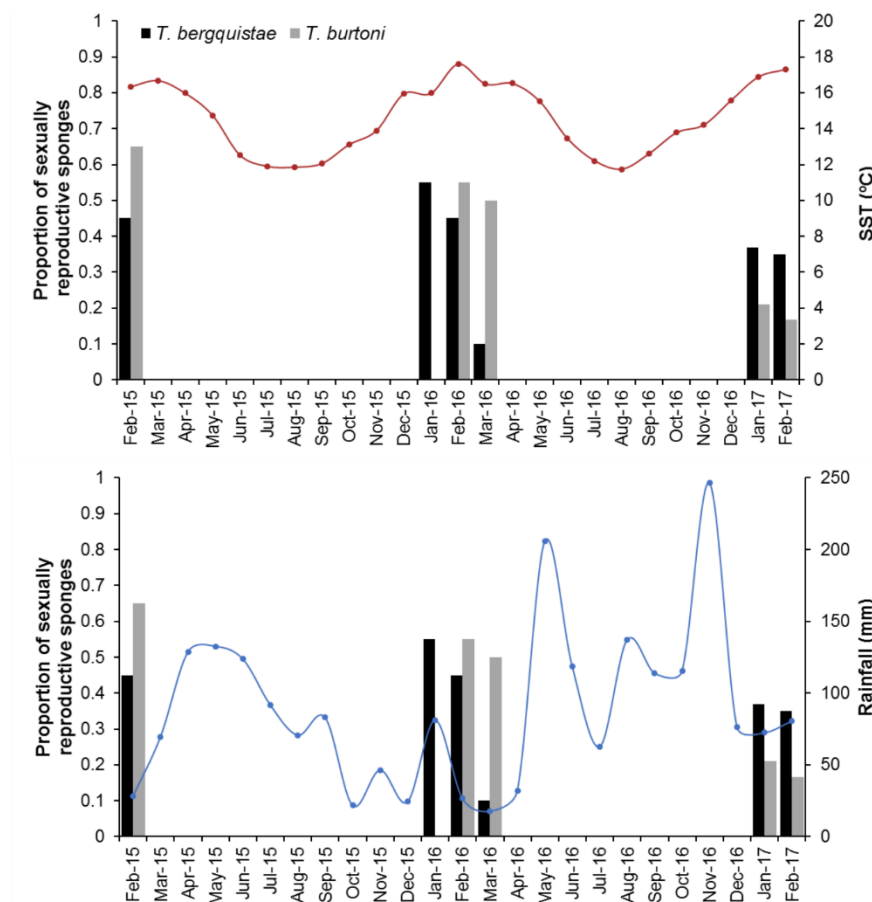 T. bergquistae T. burtoni
Proportion of sexually
reproductive sponges
1
0.9
0.8
0.7
0.6
0.5
0.4
0.3
0.2
0.1
0
20
18
16
14
12
10
8
6
4
2
0
SST (ºC)
Feb-15
Mar-15
Apr-15
May-15
Jun-15
Jul-15
Aug-15
Sep-15
Oct-15
Nov-15
Dec-15
Jan-16
Feb-16
Mar-16
Apr-16
May-16
Jun-16
Jul-16
Aug-16
Sep-16
Oct-16
Nov-16
Dec-16
Jan-17
Feb-17
Proportion of sexually
reproductive sponges
1
0.9
0.8
0.7
0.6
0.5
0.4
0.3
0.2
0.1
0
250
200
150
100
50
0
Rainfall (mm)
Feb-15
Mar-15
Apr-15
May-15
Jun-15
Jul-15
Aug-15
Sep-15
Oct-15
Nov-15
Dec-15
Jan-16
Feb-16
Mar-16
Apr-16
May-16
Jun-16
Jul-16
Aug-16
Sep-16
Oct-16
Nov-16
Dec-16
Jan-17
Feb-17